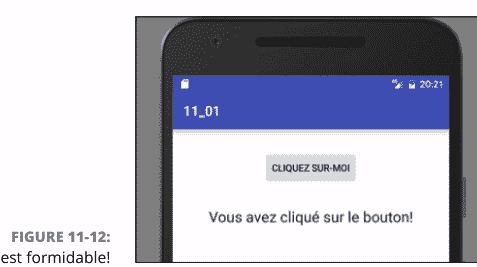 20:21
11_01
CLIQUEZ SUR-MOI
Vous avez cliqué sur le bouton!
FIGURE 11-12:
est formidable!